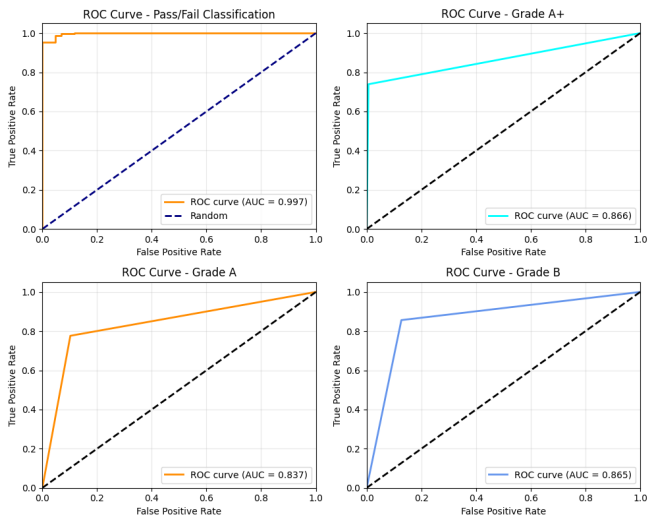 ROC Curve - Pass/Fail Classification
True Positive Rate
1.0
0.8
0.6
0.4
0.2
0.0
ROC curve (AUC = 0.997)
Random
0.0 0.2 0.4 0.6 0.8 1.0
False Positive Rate
ROC Curve - Grade A+
True Positive Rate
1.0
0.8
0.6
0.4
0.2
0.0
ROC curve (AUC = 0.866)
0.0 0.2 0.4 0.6 0.8 1.0
False Positive Rate
ROC Curve - Grade A
True Positive Rate
1.0
0.8
0.6
0.4
0.2
0.0
ROC curve (AUC = 0.837)
0.0 0.2 0.4 0.6 0.8 1.0
False Positive Rate
ROC Curve - Grade B
True Positive Rate
1.0
0.8
0.6
0.4
0.2
0.0
ROC curve (AUC = 0.865)
0.0 0.2 0.4 0.6 0.8 1.0
False Positive Rate